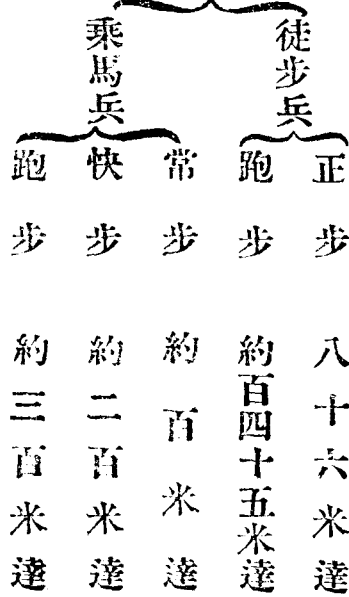 徒步兵
正步 八十六米達
跑步 約百四十五米達
乘馬兵
常步 約百米達
快步 約二百米達
跑步 約三百米達